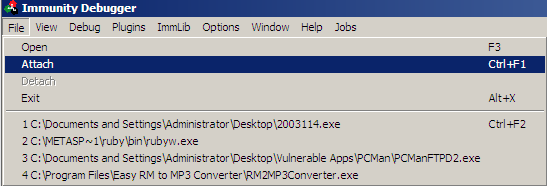 Immunity Debugger
File View Debug Plugins ImmLib Options Window Help Jobs
Open F3
Attach Ctrl+F1
Detach
Exit Alt+X
1 C:\Documents and Settings\Administrator\Desktop\2003114.exe Ctrl+F2
2 C:\METASP~1\ruby\bin\rubyw.exe
3 C:\Documents and Settings\Administrator\Desktop\Vulnerable Apps\PCMan\PCManFTPD2.exe
4 C:\Program Files\Easy RM to MP3 Converter\RM2MP3Converter.exe